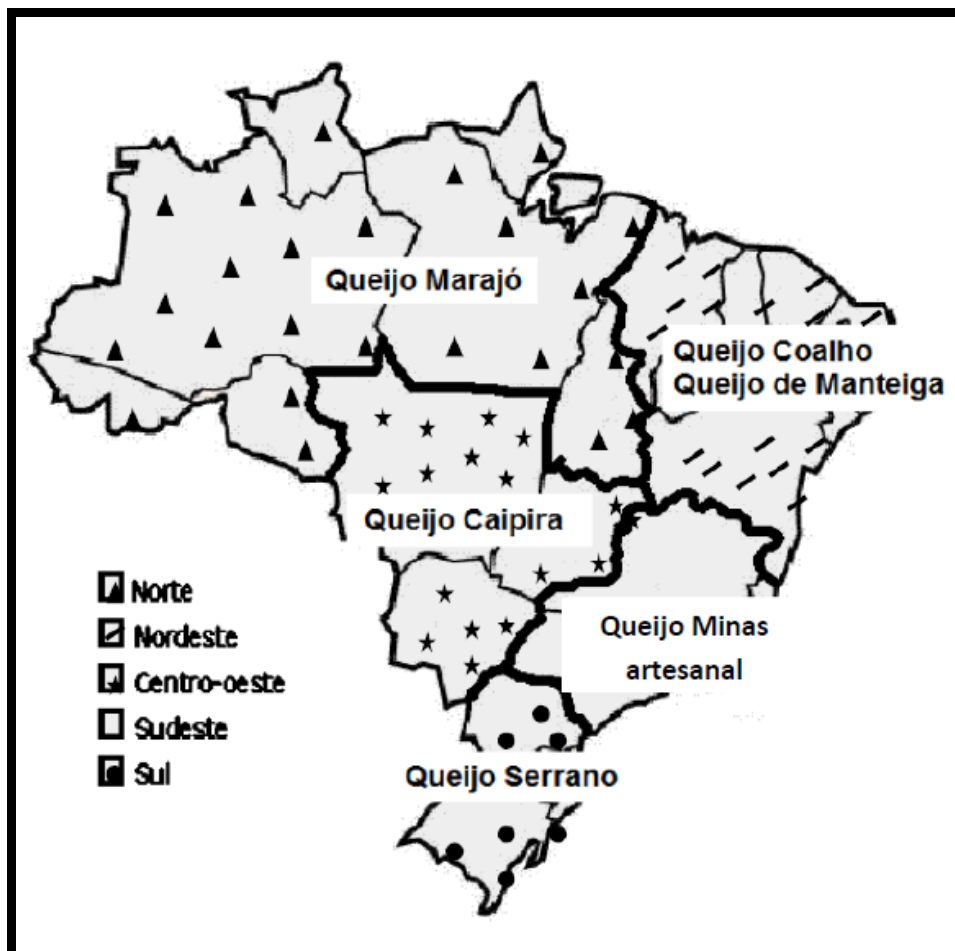 Queijo Marajó
Queijo Coalho
Queijo de Manteiga
Queijo Caipira
Queijo Minas
artesanal
Queijo Serrano
Norte
Nordeste
Centro-oeste
Sudeste
Sul